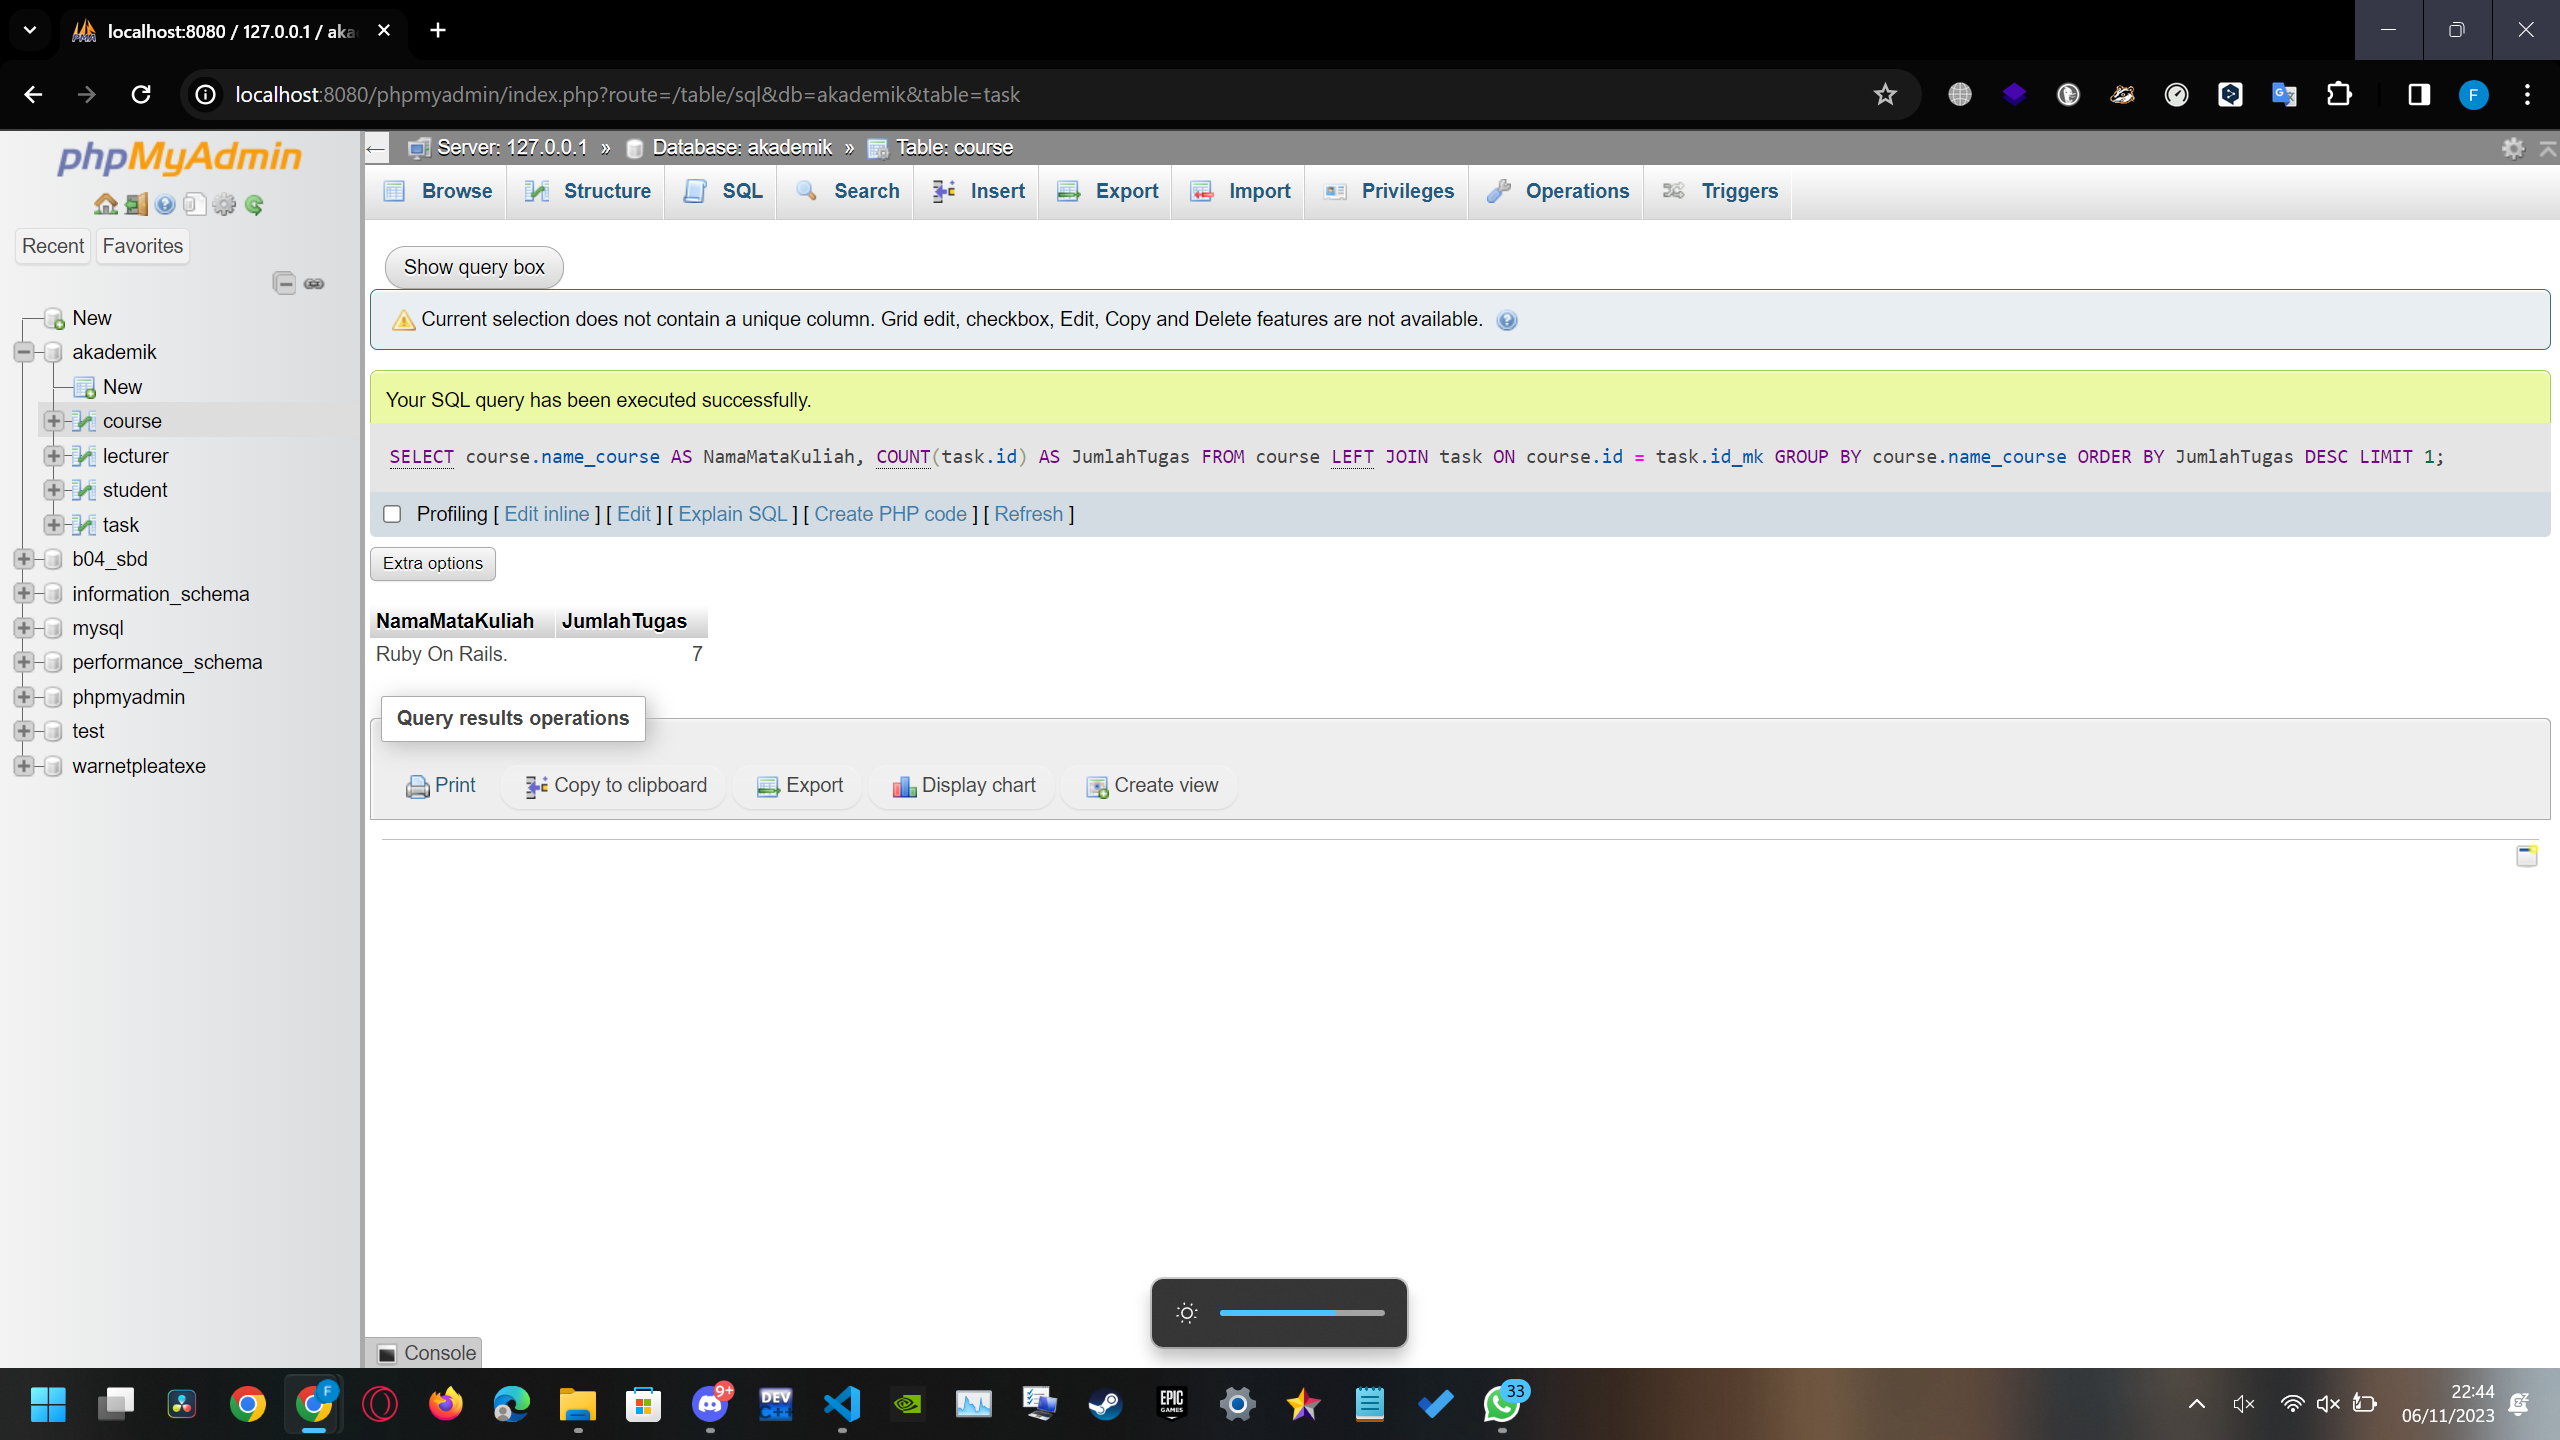 localhost:8080 / 127.0.0.1 / aka
localhost:8080/phpmyadmin/index.php?route=/table/sql&db=akademik&table=task
F
phpMyAdmin
Recent Favorites
New
akademik
New
course
lecturer
student
task
b04_sbd
information_schema
mysql
performance_schema
phpmyadmin
test
warnetpleatexe
Server: 127.0.0.1 » Database: akademik » Table: course
Browse Structure SQL Search Insert Export Import Privileges Operations Triggers
Show query box
Current selection does not contain a unique column. Grid edit, checkbox, Edit, Copy and Delete features are not available.
Your SQL query has been executed successfully.
SELECT course.name_course AS NamaMataKuliah, COUNT(task.id) AS JumlahTugas FROM course LEFT JOIN task ON course.id = task.id_mk GROUP BY course.name_course ORDER BY JumlahTugas DESC LIMIT 1;
Profiling [ Edit inline ] [ Edit ] [ Explain SQL ] [ Create PHP code ] [ Refresh ]
Extra options
NamaMataKuliah JumlahTugas
Ruby On Rails. 7
Query results operations
Print Copy to clipboard Export Display chart Create view
Console
F
9+
DEV C++
EPIC GAMES
33
22:44
06/11/2023